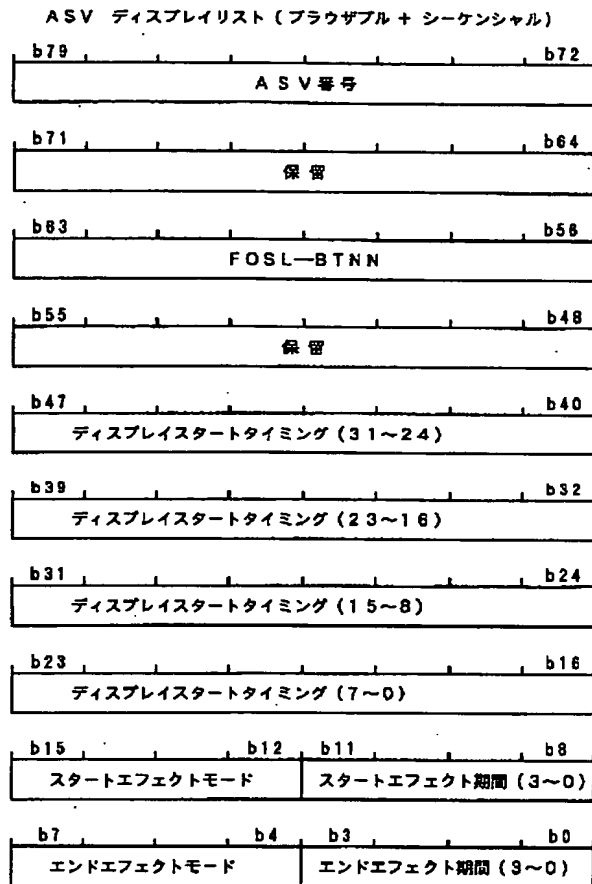 ASV ディスプレイリスト(ブラウザブル + シーケンシャル)
b79 b72
ASV番号
b71 b64
保留
b63 b56
FOSL—BTNN
b55 b48
保留
b47 b40
ディスプレイスタートタイミング(31〜24)
b39 b32
ディスプレイスタートタイミング(23〜16)
b31 b24
ディスプレイスタートタイミング(15〜8)
b23 b16
ディスプレイスタートタイミング(7〜0)
b15 b12 b11 b8
スタートエフェクトモード スタートエフェクト期間(3〜0)
b7 b4 b3 b0
エンドエフェクトモード エンドエフェクト期間(3〜0)